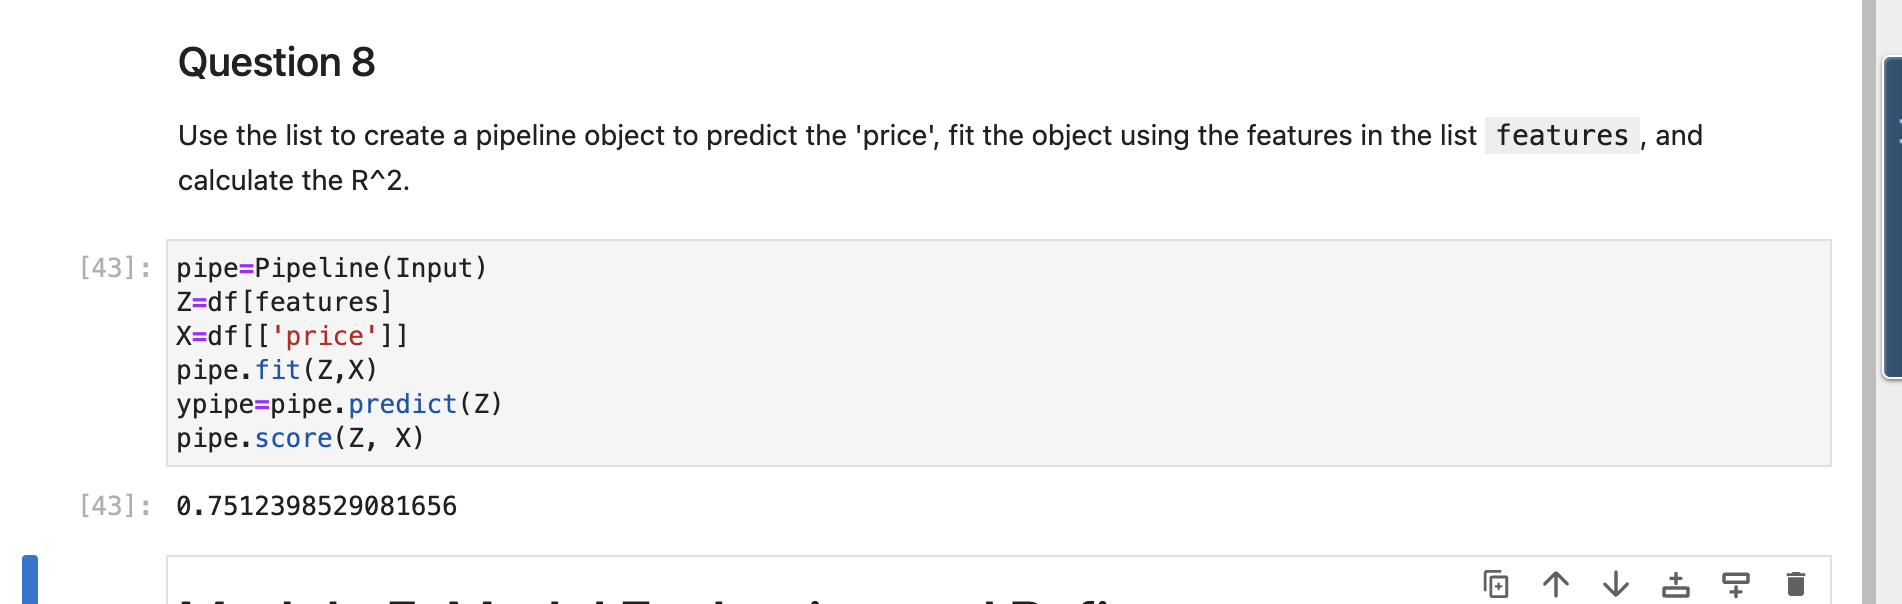 Question 8
Use the list to create a pipeline object to predict the 'price', fit the object using the features in the list features , and
calculate the R^2.
[43]: pipe=Pipeline(Input)
Z=df[features]
X=df[['price']]
pipe.fit(Z,X)
ypipe=pipe.predict(Z)
pipe.score(Z, X)
[43]: 0.7512398529081656